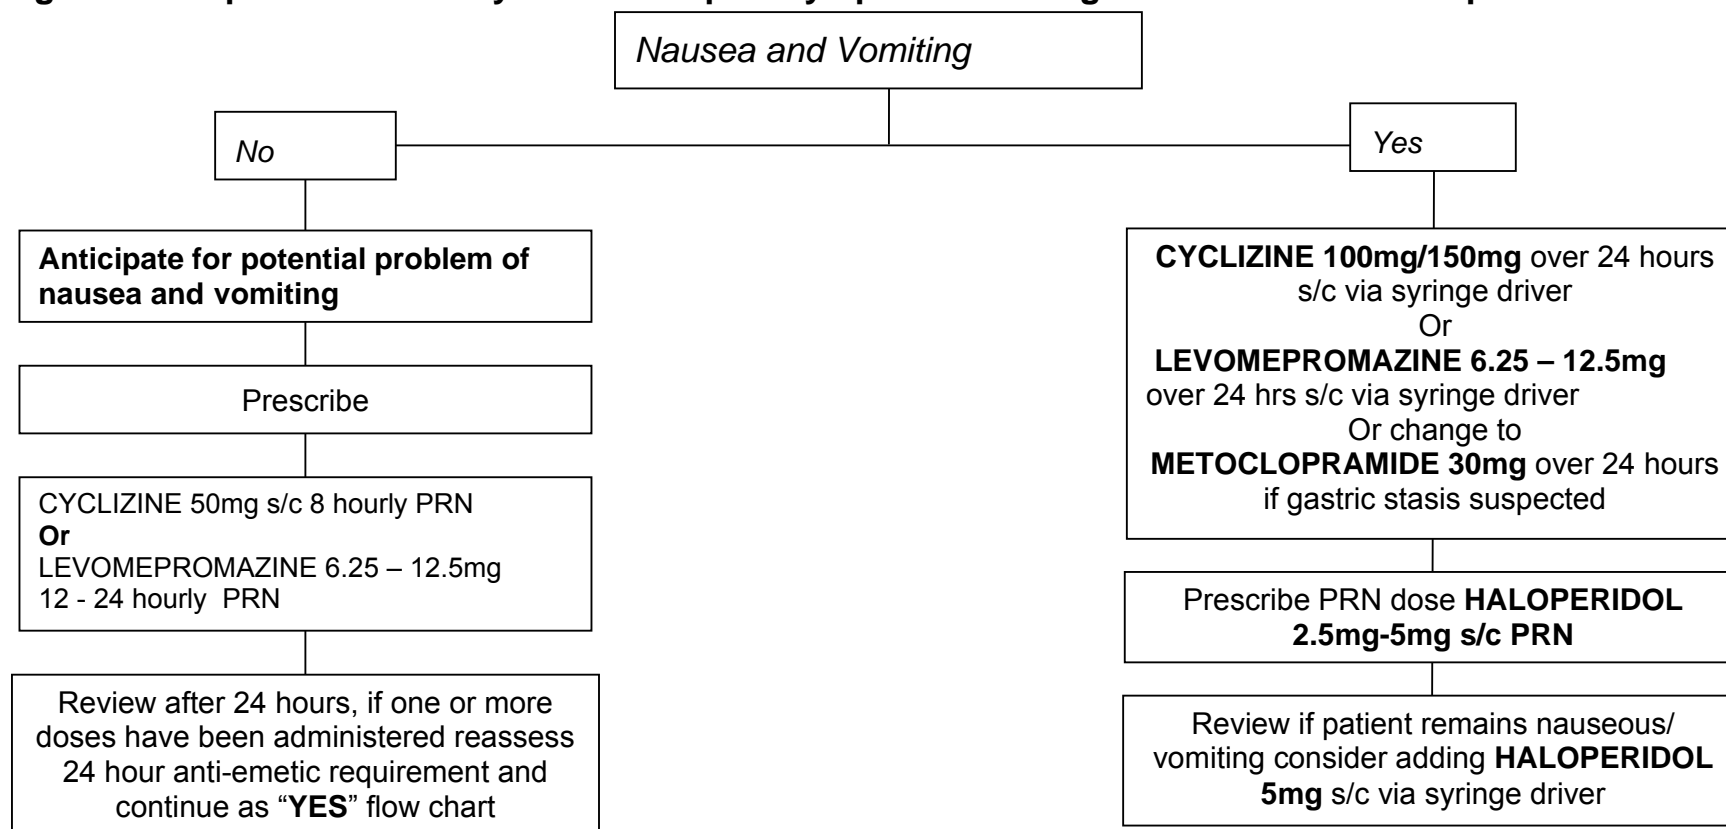 Nausea and Vomiting
No
Yes
Anticipate for potential problem of
nausea and vomiting
Prescribe
CYCLIZINE 50mg s/c 8 hourly PRN
Or
LEVOMEPROMAZINE 6.25 – 12.5mg
12 - 24 hourly PRN
Review after 24 hours, if one or more
doses have been administered reassess
24 hour anti-emetic requirement and
continue as “YES” flow chart
CYCLIZINE 100mg/150mg over 24 hours
s/c via syringe driver
Or
LEVOMEPROMAZINE 6.25 – 12.5mg
over 24 hrs s/c via syringe driver
Or change to
METOCLOPRAMIDE 30mg over 24 hours
if gastric stasis suspected
Prescribe PRN dose HALOPERIDOL
2.5mg-5mg s/c PRN
Review if patient remains nauseous/
vomiting consider adding HALOPERIDOL
5mg s/c via syringe driver